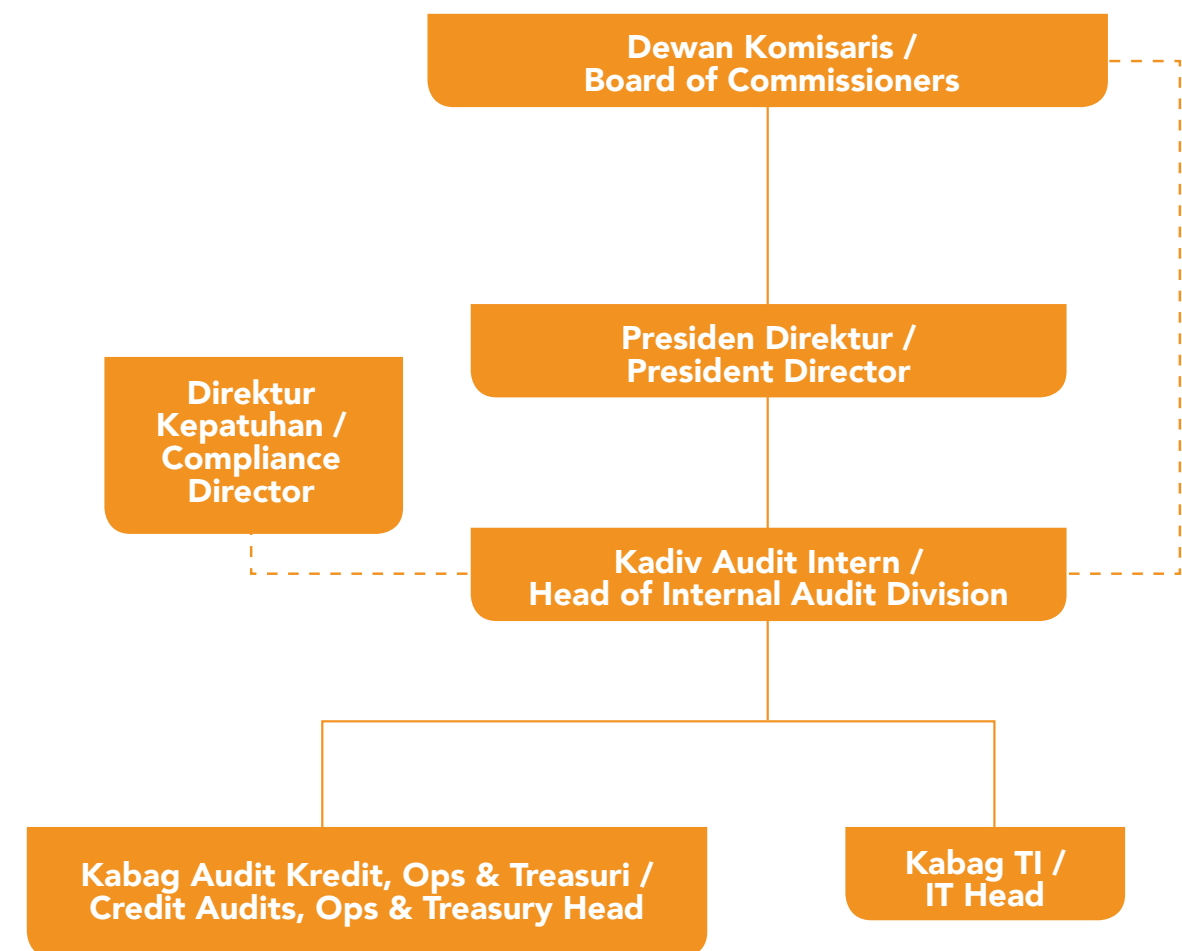 Dewan Komisaris /
Board of Commissioners
Presiden Direktur /
President Director
Direktur
Kepatuhan /
Compliance
Director
Kadiv Audit Intern /
Head of Internal Audit Division
Kabag Audit Kredit, Ops & Treasuri /
Credit Audits, Ops & Treasury Head
Kabag TI /
IT Head